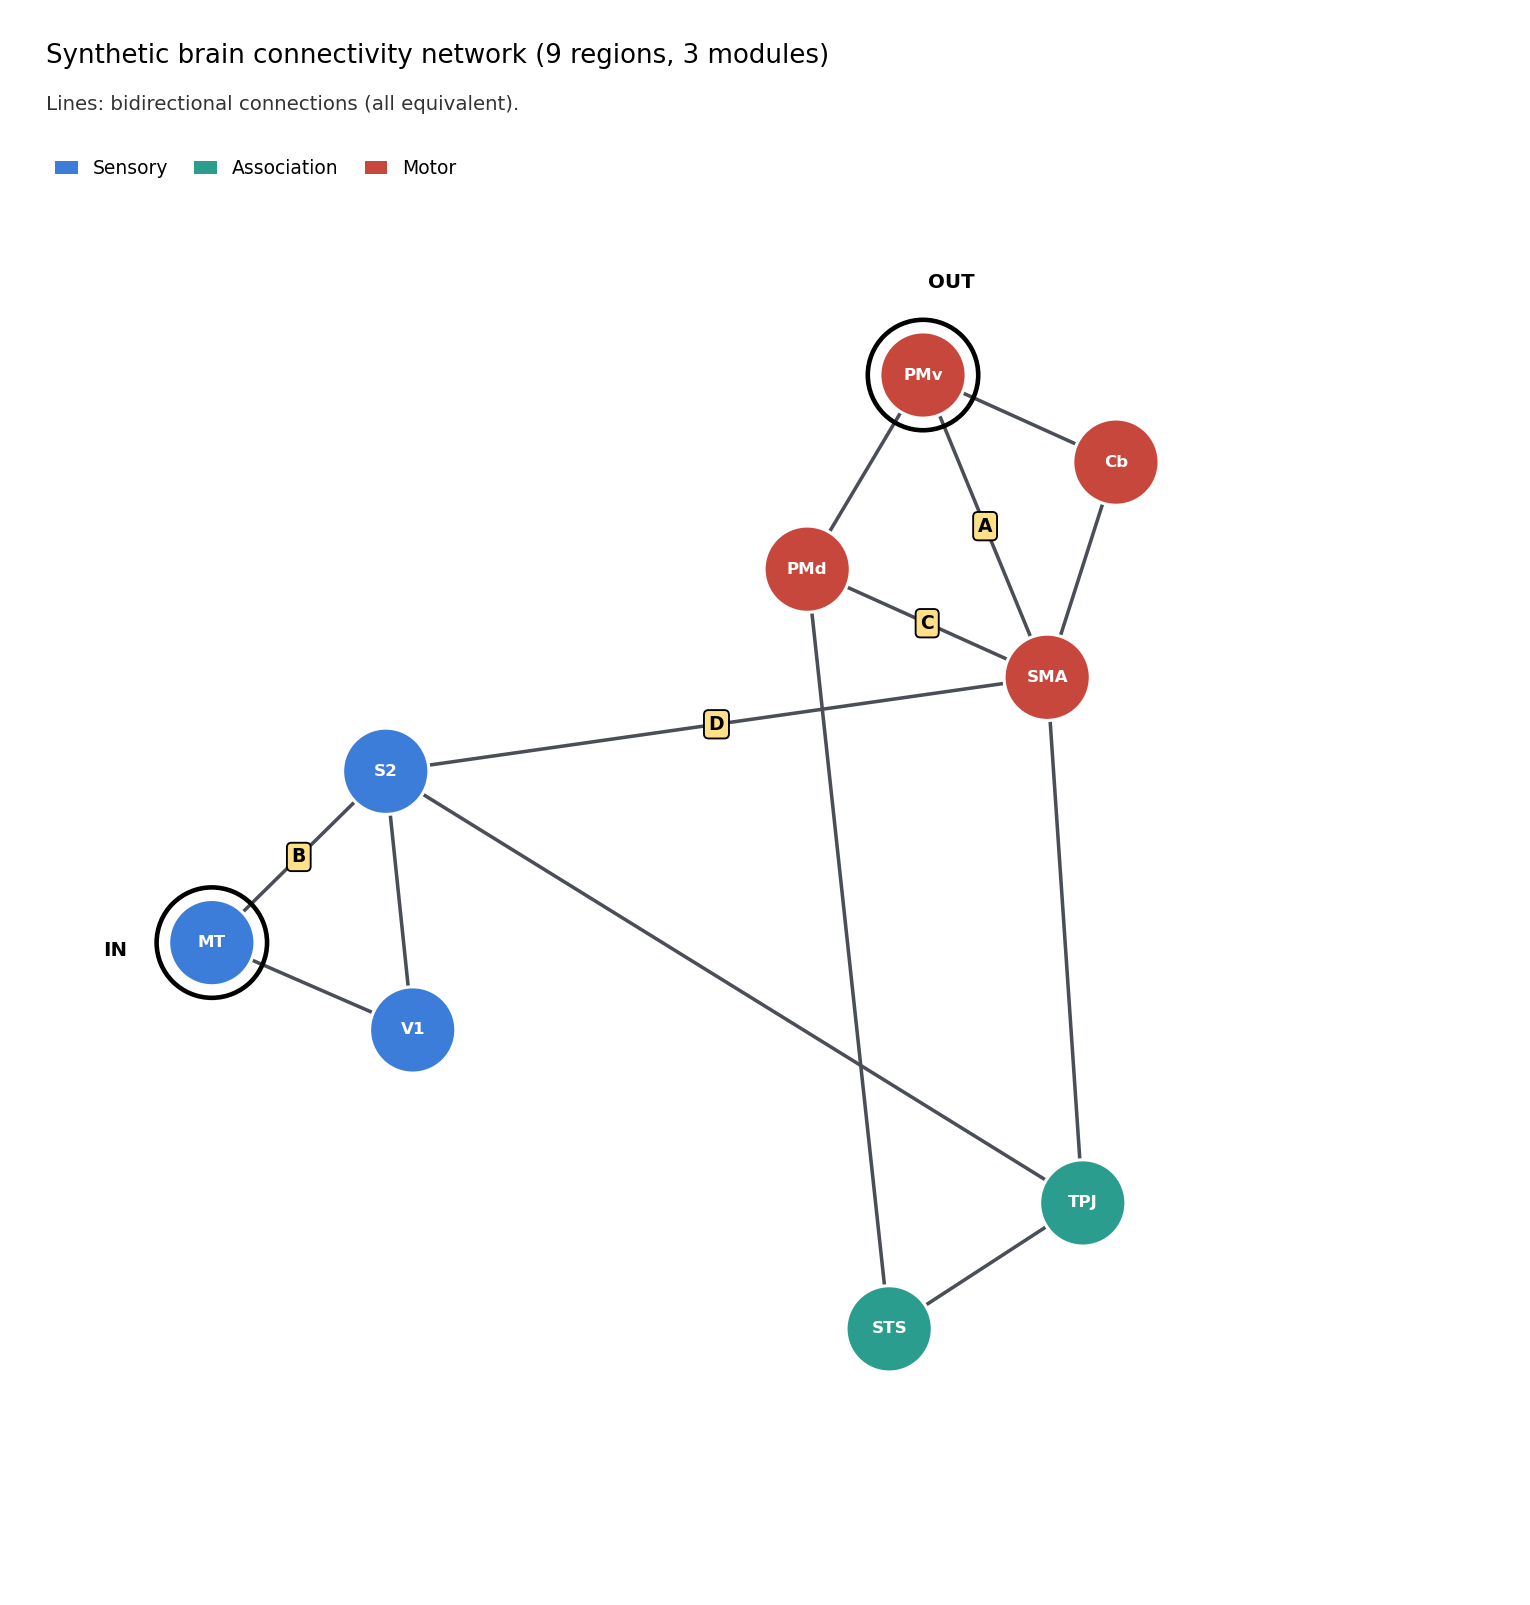 Synthetic brain connectivity network (9 regions, 3 modules)
Lines: bidirectional connections (all equivalent).
Sensory Association Motor
OUT
PMv
Cb
A
PMd
C
SMA
D
S2
B
MT
IN
V1
TPJ
STS